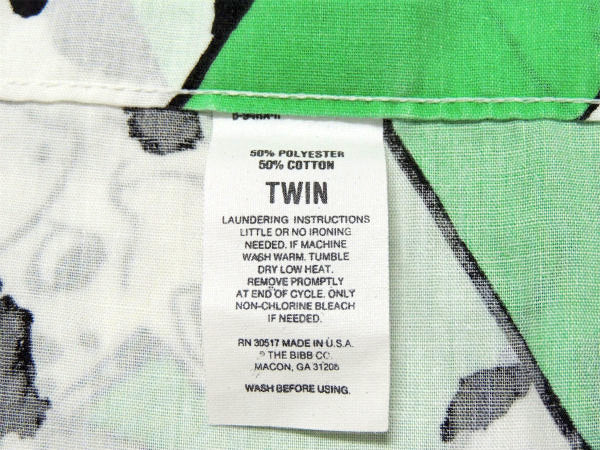 50% POLYESTER
50% COTTON
TWIN
LAUNDERING INSTRUCTIONS
LITTLE OR NO IRONING
NEEDED. IF MACHINE
WASH WARM. TUMBLE
DRY LOW HEAT.
REMOVE PROMPTLY
AT END OF CYCLE. ONLY
NON-CHLORINE BLEACH
IF NEEDED.
RN 30517 MADE IN U.S.A.
© THE BIBB CO.
MACON, GA 31208
WASH BEFORE USING.